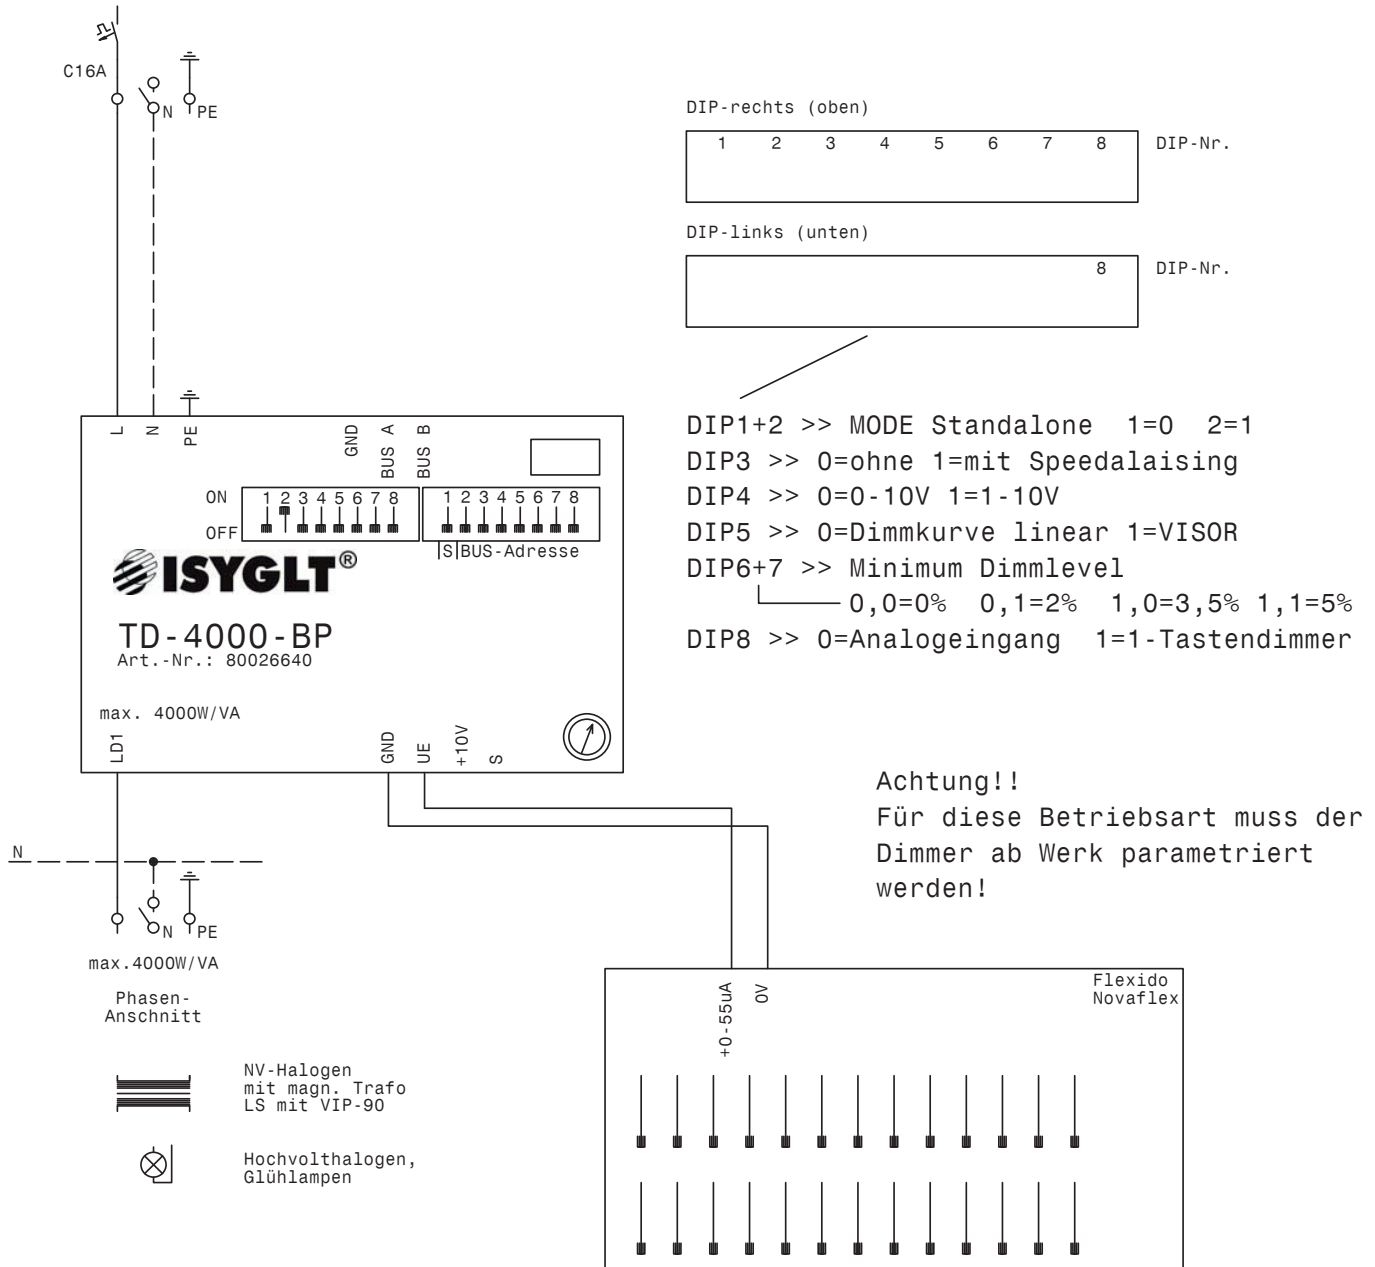 C16A
N
PE
DIP-rechts (oben)
1 2 3 4 5 6 7 8 DIP-Nr.
DIP-links (unten)
8 DIP-Nr.
L
N
PE
GND
BUS A
BUS B
ON
OFF
1 2 3 4 5 6 7 8
1 2 3 4 5 6 7 8
S BUS-Adresse
ISYGLT®
TD-4000-BP
Art.-Nr.: 80026640
max. 4000W/VA
LD1
GND
UE
+10V
S
DIP1+2 >> MODE Standalone 1=0 2=1
DIP3 >> 0=ohne 1=mit Speedalaising
DIP4 >> 0=0-10V 1=1-10V
DIP5 >> 0=Dimmkurve linear 1=VISOR
DIP6+7 >> Minimum Dimmlevel
0,0=0% 0,1=2% 1,0=3,5% 1,1=5%
DIP8 >> 0=Analogeingang 1=1-Tastendimmer
Achtung!!
Für diese Betriebsart muss der
Dimmer ab Werk parametriert
werden!
N
N
PE
max.4000W/VA
Phasen-
Anschnitt
NV-Halogen
mit magn. Trafo
LS mit VIP-90
Hochvolthalogen,
Glühlampen
+0-55uA
0V
Flexido
Novaflex